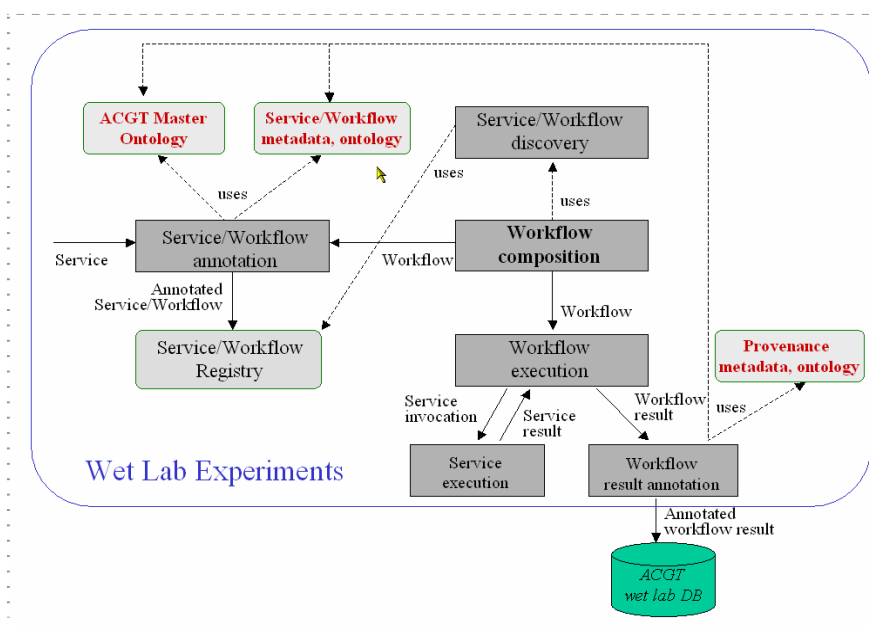 ACGT Master
Ontology
Service/Workflow
metadata, ontology
Service/Workflow
discovery
uses
uses
uses
Service
Service/Workflow
annotation
Workflow
Workflow
composition
Annotated
Service/Workflow
Workflow
Service/Workflow
Registry
Workflow
execution
Provenance
metadata, ontology
Service
invocation
Service
result
Workflow
result
uses
Wet Lab Experiments
Service
execution
Workflow
result annotation
Annotated
workflow result
ACGT
wet lab DB